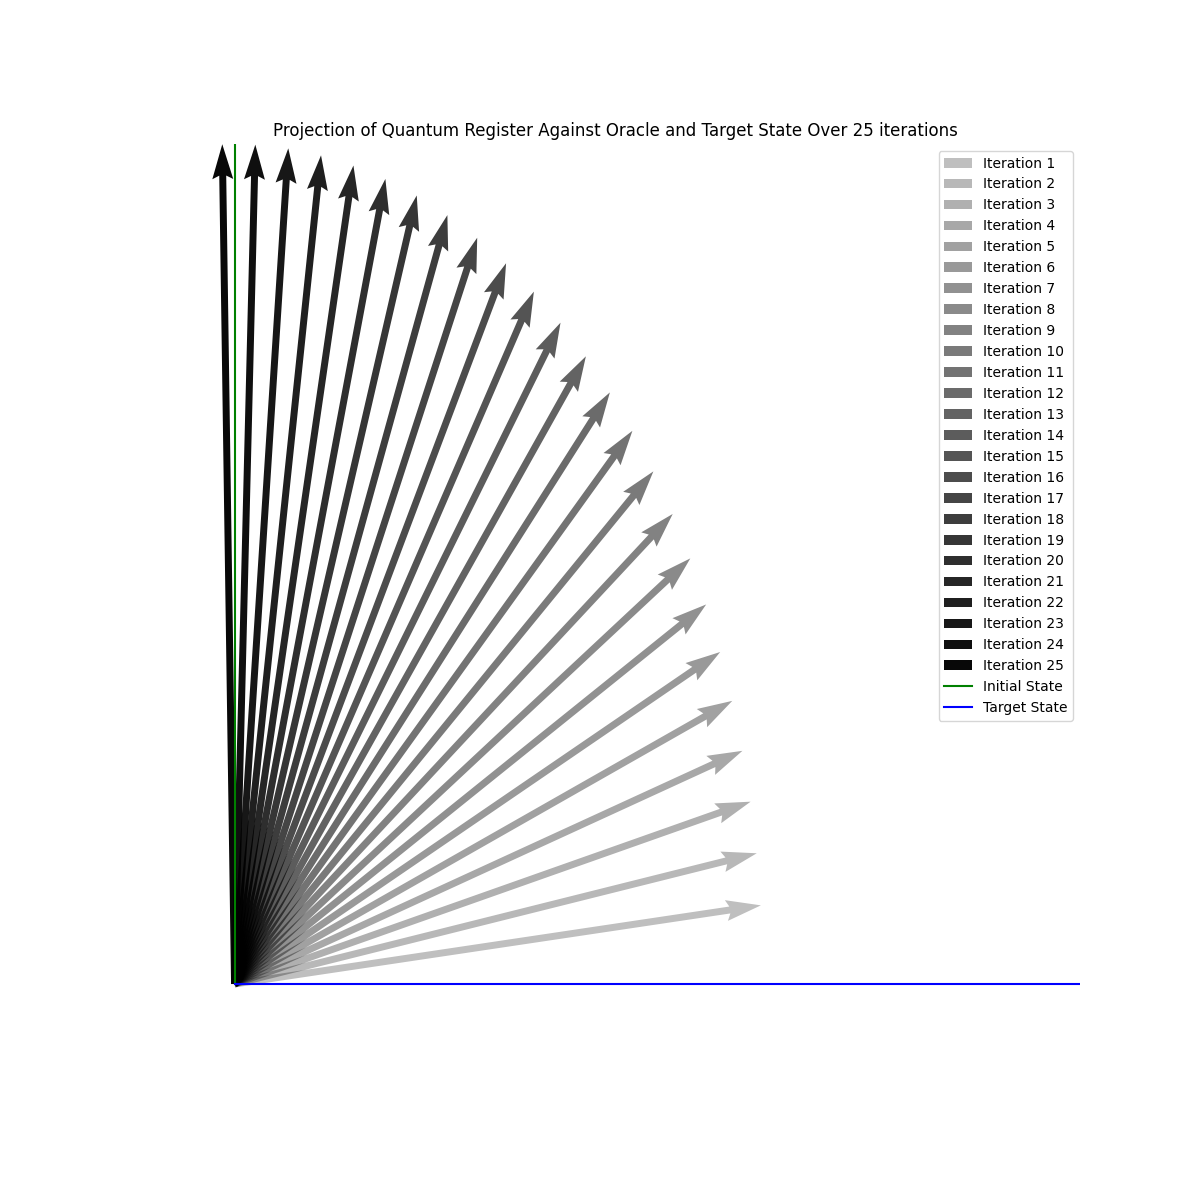 Projection of Quantum Register Against Oracle and Target State Over 25 iterations
Iteration 1
Iteration 2
Iteration 3
Iteration 4
Iteration 5
Iteration 6
Iteration 7
Iteration 8
Iteration 9
Iteration 10
Iteration 11
Iteration 12
Iteration 13
Iteration 14
Iteration 15
Iteration 16
Iteration 17
Iteration 18
Iteration 19
Iteration 20
Iteration 21
Iteration 22
Iteration 23
Iteration 24
Iteration 25
Initial State
Target State